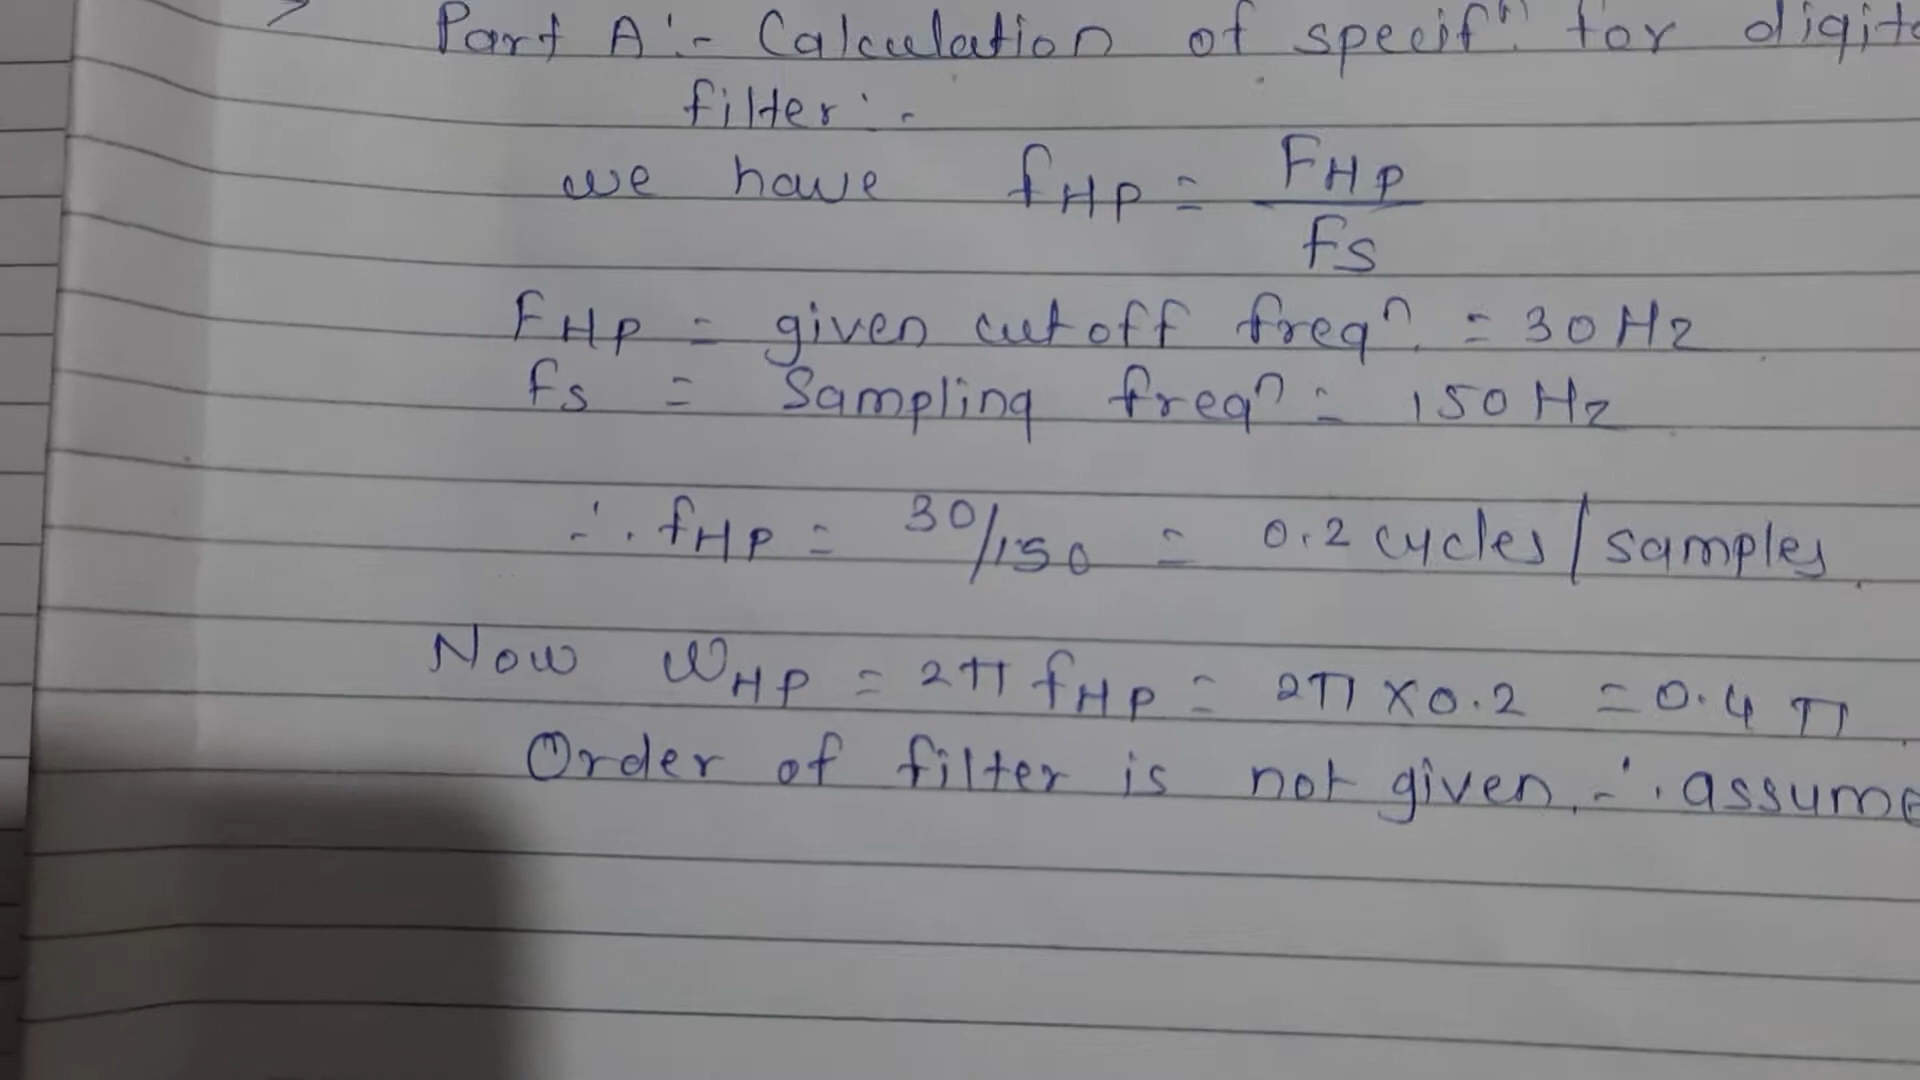 Part A :- Calculation of specifⁿ. for digita
filter :-
we have fHP = FHP / Fs
FHP = given cutoff freqⁿ. = 30 Hz
Fs = Sampling freqⁿ = 150 Hz
∴ fHP = 30/150 = 0.2 cycles / samples
Now ωHP = 2π fHP = 2π × 0.2 = 0.4 π
Order of filter is not given. ∴ assume